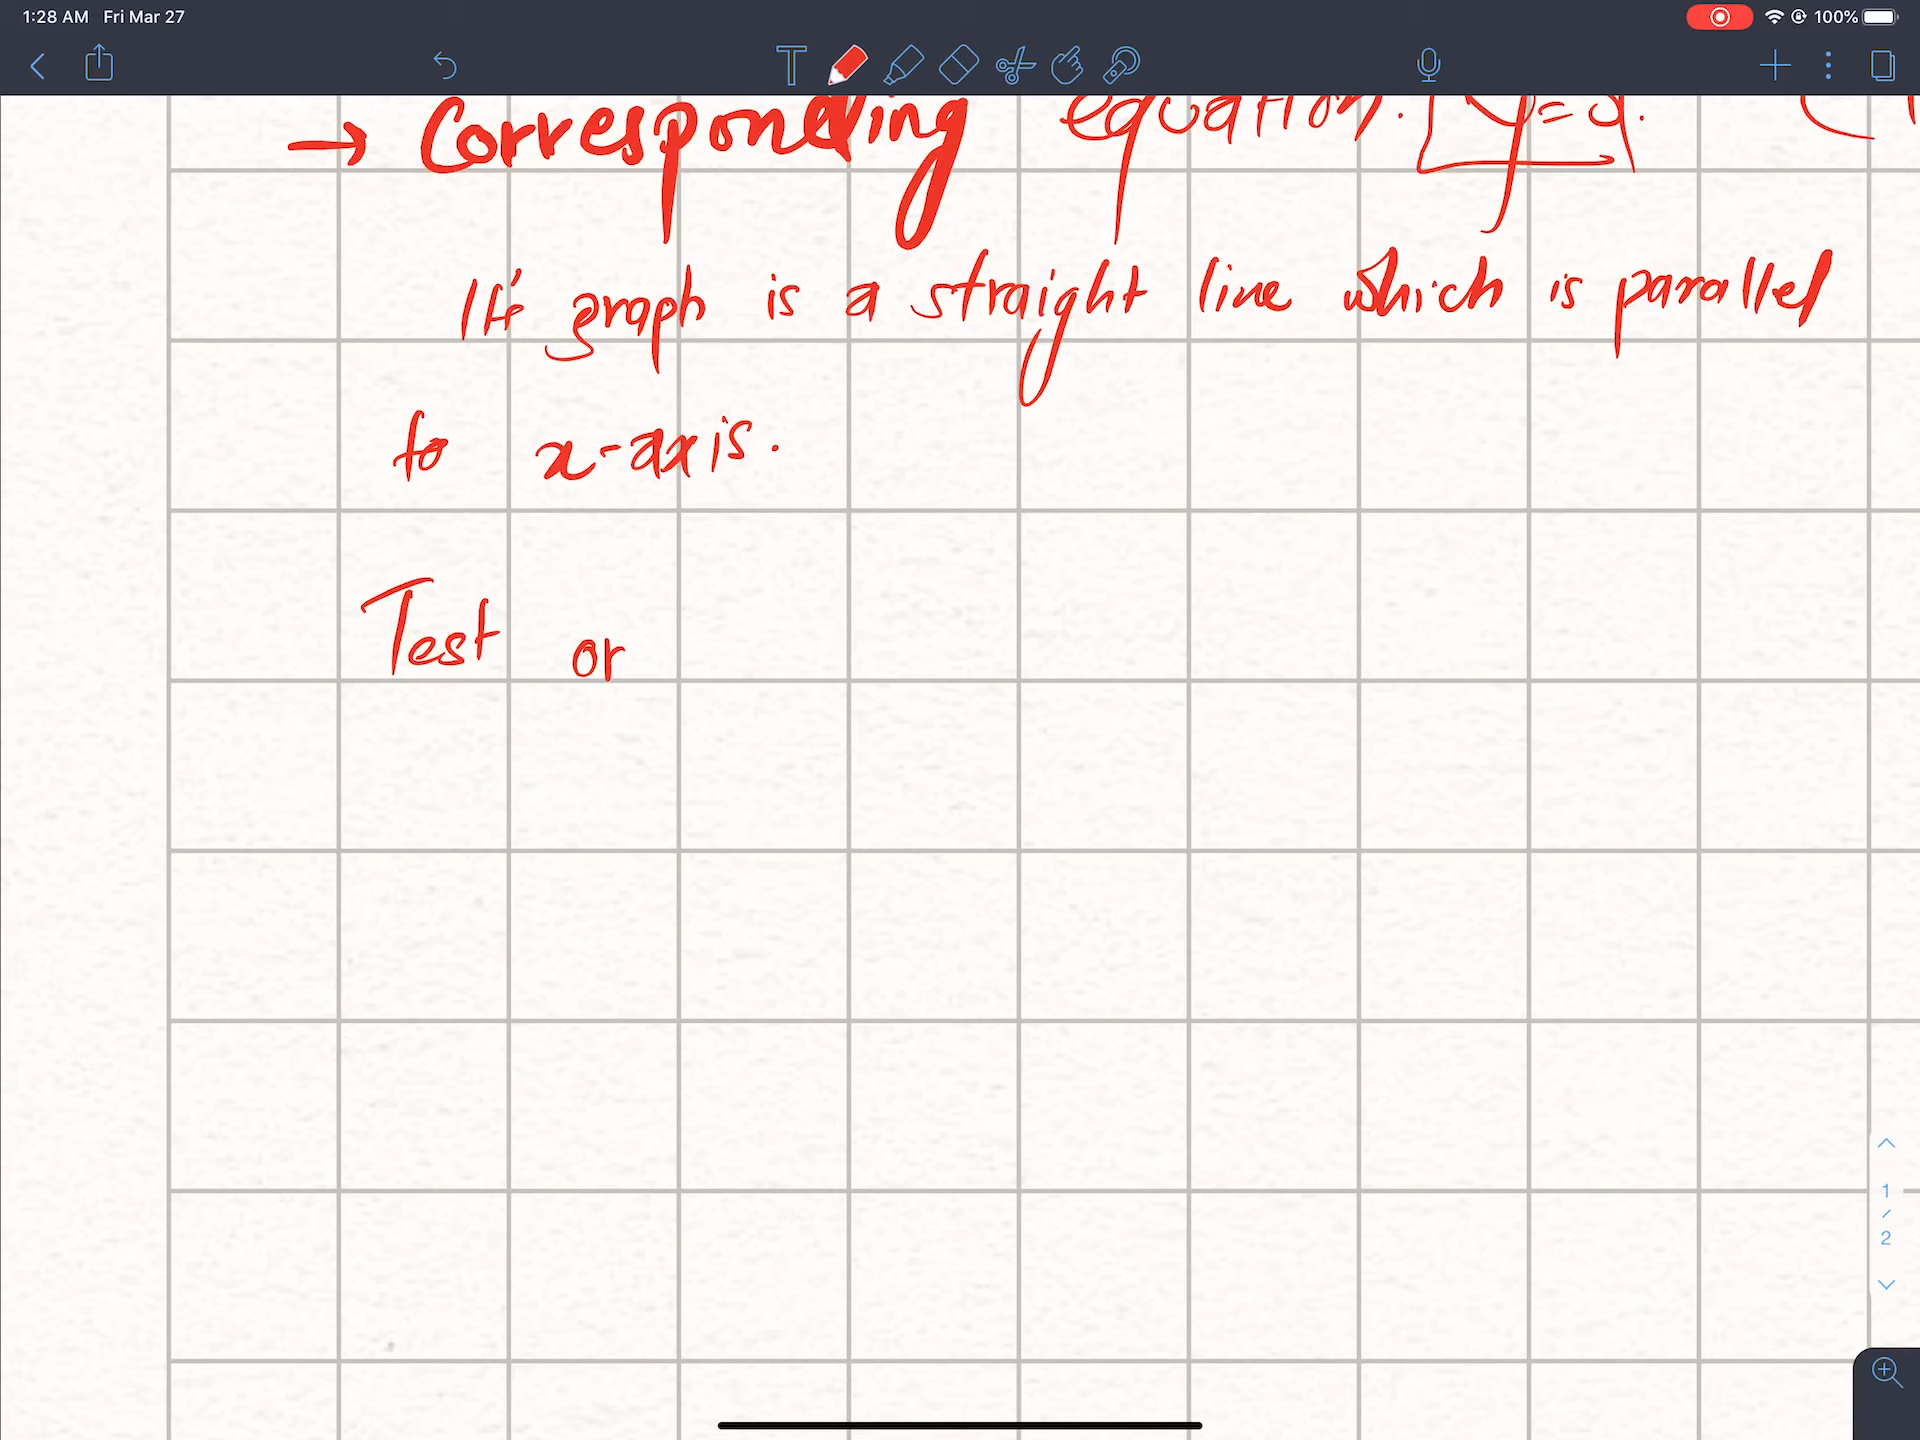 1:28 AM Fri Mar 27 100%
→ Corresponding equation. y=
It's graph is a straight line which is parallel
to x-axis.
Test or
1
/
2